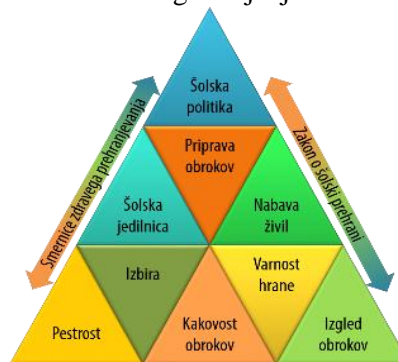 Šolska
politika
Smernice zdravega prehranjevanja
Zakon o šolski prehrani
Priprava
obrokov
Šolska
jedilnica
Nabava
živil
Izbira
Varnost
hrane
Pestrost
Kakovost
obrokov
Izgled
obrokov